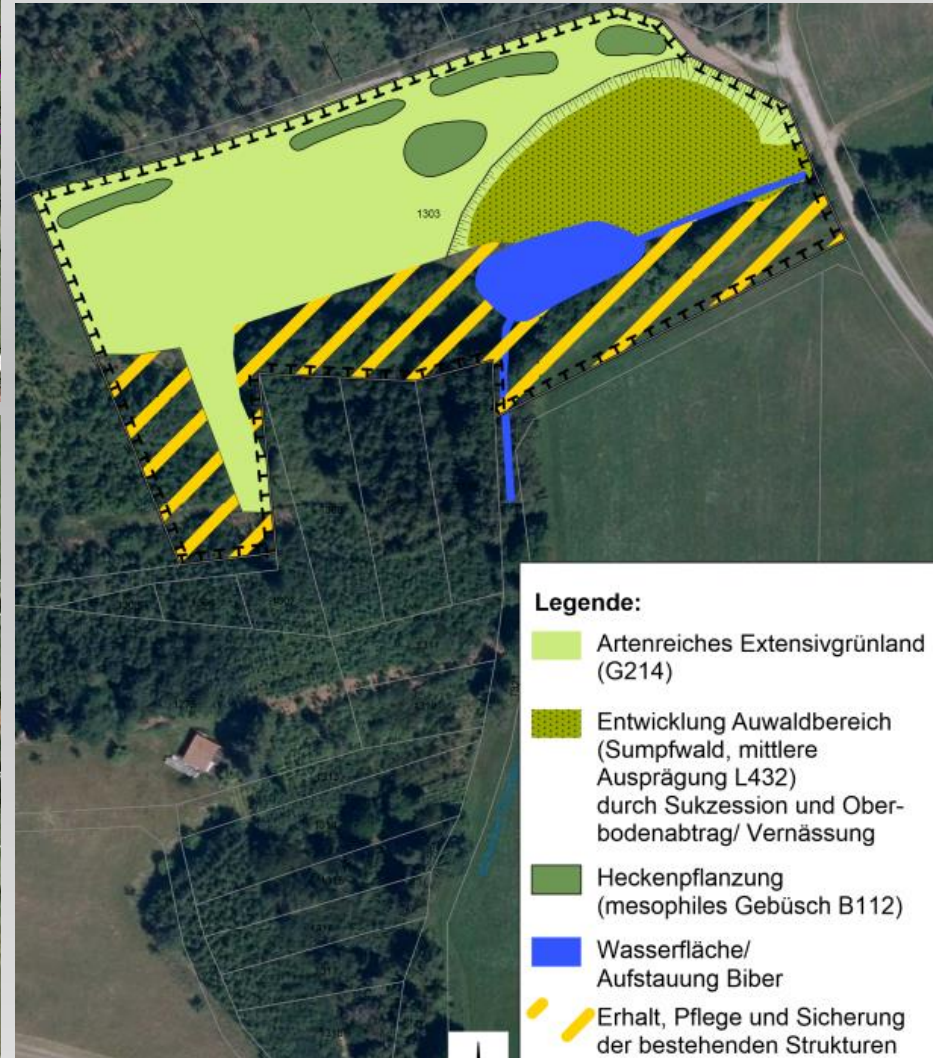 1303
Legende:
Artenreiches Extensivgrünland
(G214)
Entwicklung Auwaldbereich
(Sumpfwald, mittlere
Ausprägung L432)
durch Sukzession und Ober-
bodenabtrag/ Vernässung
Heckenpflanzung
(mesophiles Gebüsch B112)
Wasserfläche/
Aufstauung Biber
Erhalt, Pflege und Sicherung
der bestehenden Strukturen